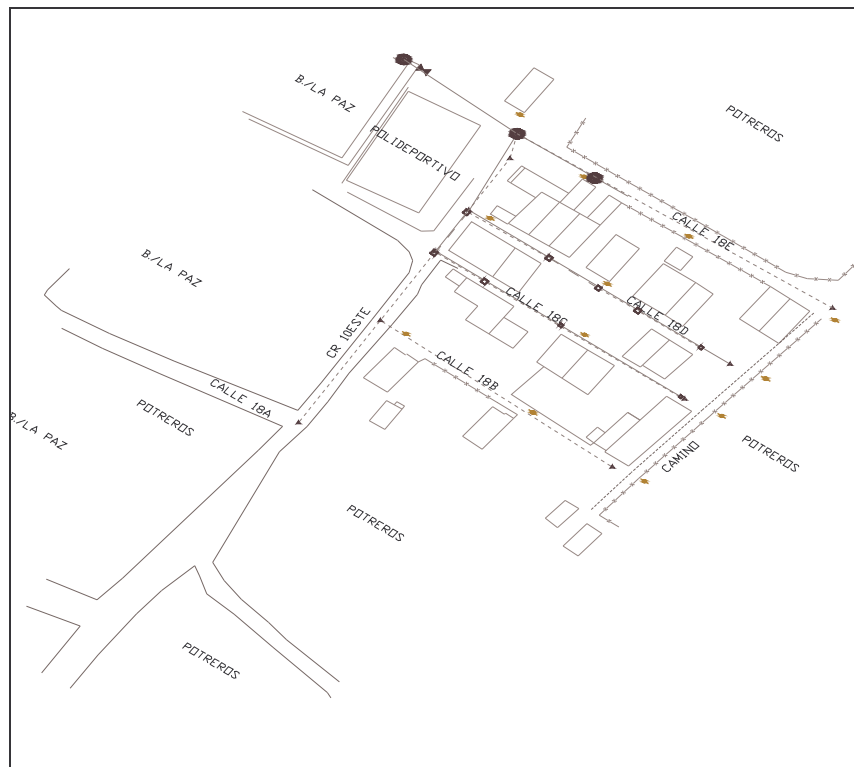 B./LA PAZ
POTREROS
POLIDEPORTIVO
CALLE 18E
B./LA PAZ
CALLE 18C
CALLE 18D
CR 10ESTE
CALLE 18B
CALLE 18A
POTREROS
B./LA PAZ
CAMINO
POTREROS
POTREROS
POTREROS